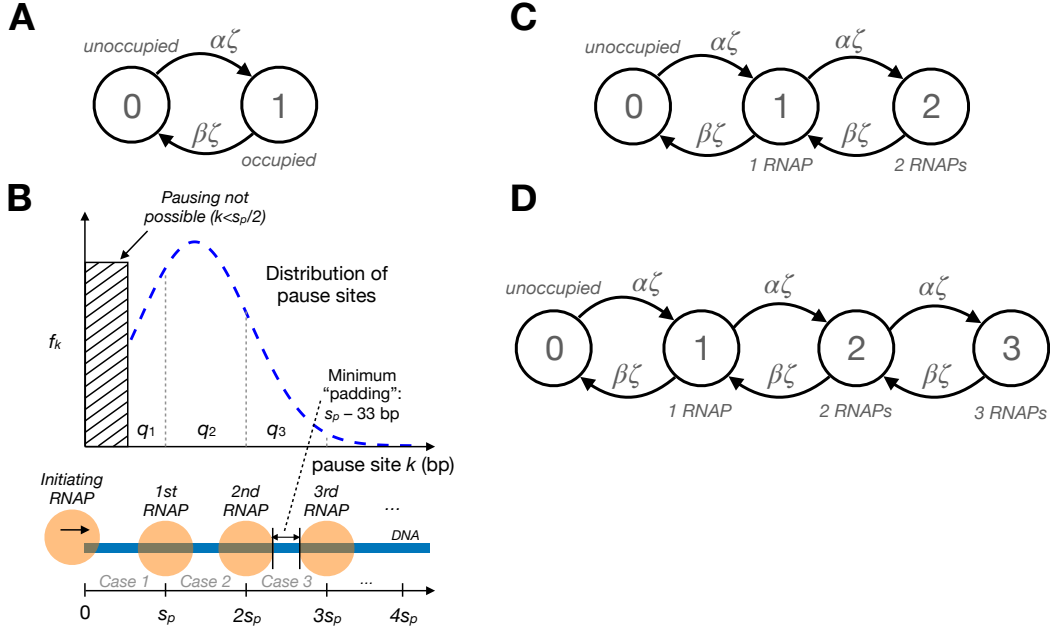 A
unoccupied
αζ
0
1
βζ
occupied
B
Pausing not
possible (k<sp/2)
Distribution of
pause sites
fk
Minimum
“padding”:
sp – 33 bp
q1
q2
q3
pause site k (bp)
Initiating
RNAP
1st
RNAP
2nd
RNAP
3rd
RNAP
...
DNA
Case 1
Case 2
Case 3
...
0
sp
2sp
3sp
4sp
C
unoccupied
αζ
αζ
0
1
2
βζ
βζ
1 RNAP
2 RNAPs
D
unoccupied
αζ
αζ
αζ
0
1
2
3
βζ
βζ
βζ
1 RNAP
2 RNAPs
3 RNAPs